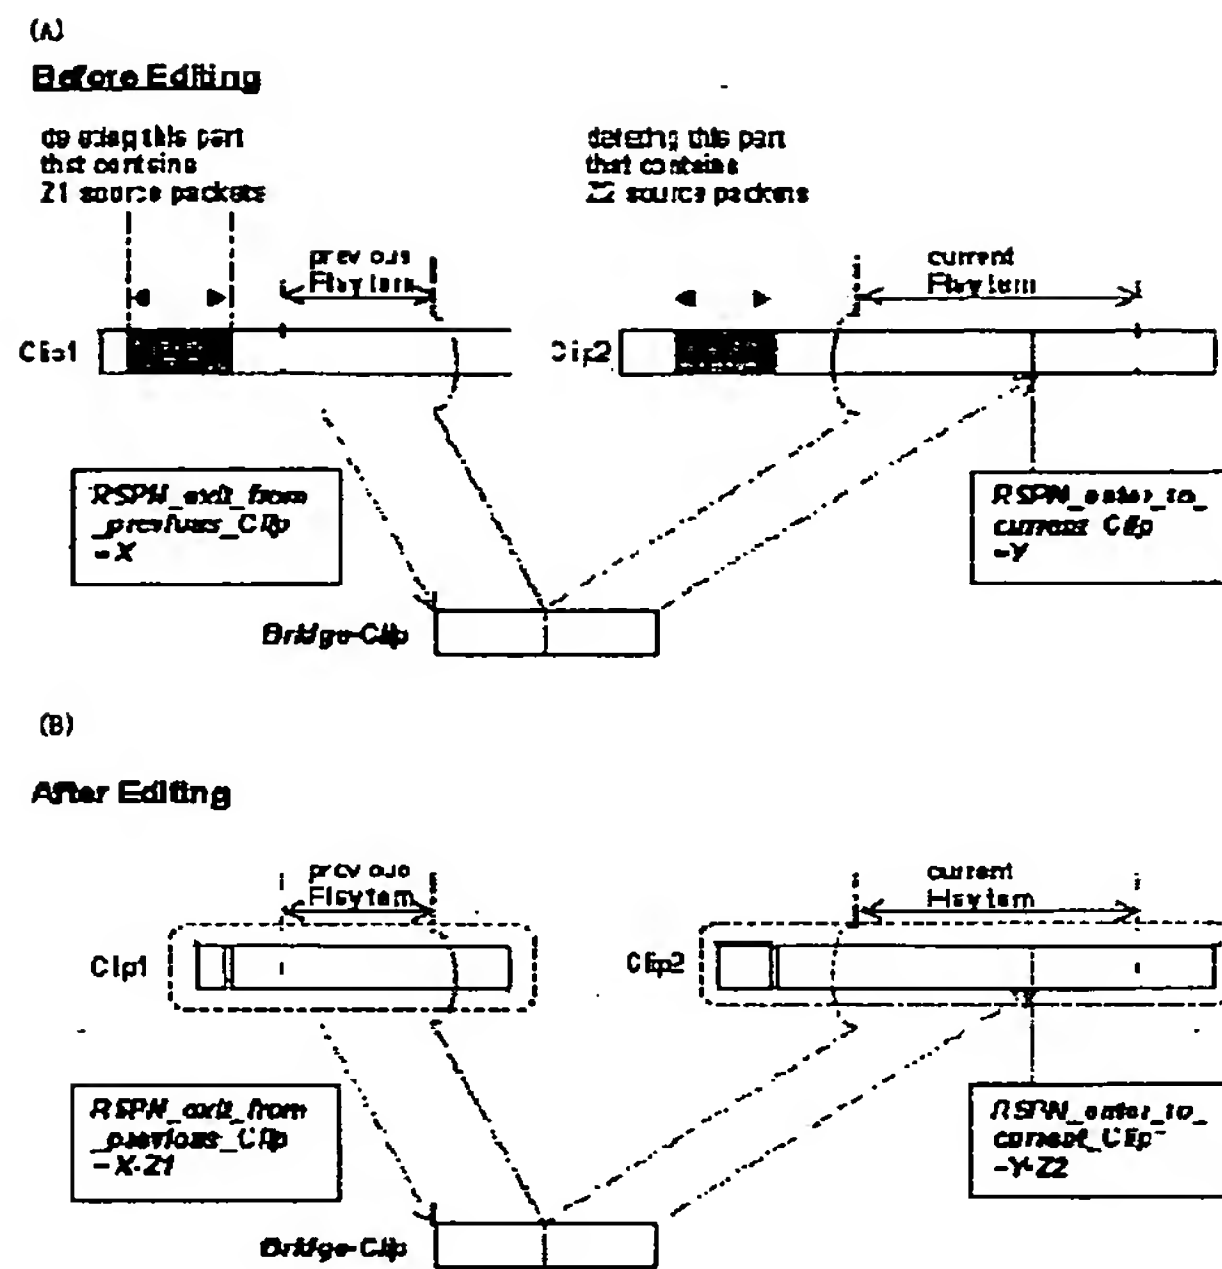 (A)
Before Editing
deleting this part
that contains
Z1 source packets
deleting this part
that contains
Z2 source packets
previous
PlayItem
current
PlayItem
Clip1
Clip2
RSPN_exit_from
_previous_Clip
=X
RSPN_enter_to_
current_Clip
=Y
Bridge-Clip
(B)
After Editing
previous
PlayItem
current
PlayItem
Clip1
Clip2
RSPN_exit_from
_previous_Clip
=X-Z1
RSPN_enter_to_
current_Clip
=Y-Z2
Bridge-Clip